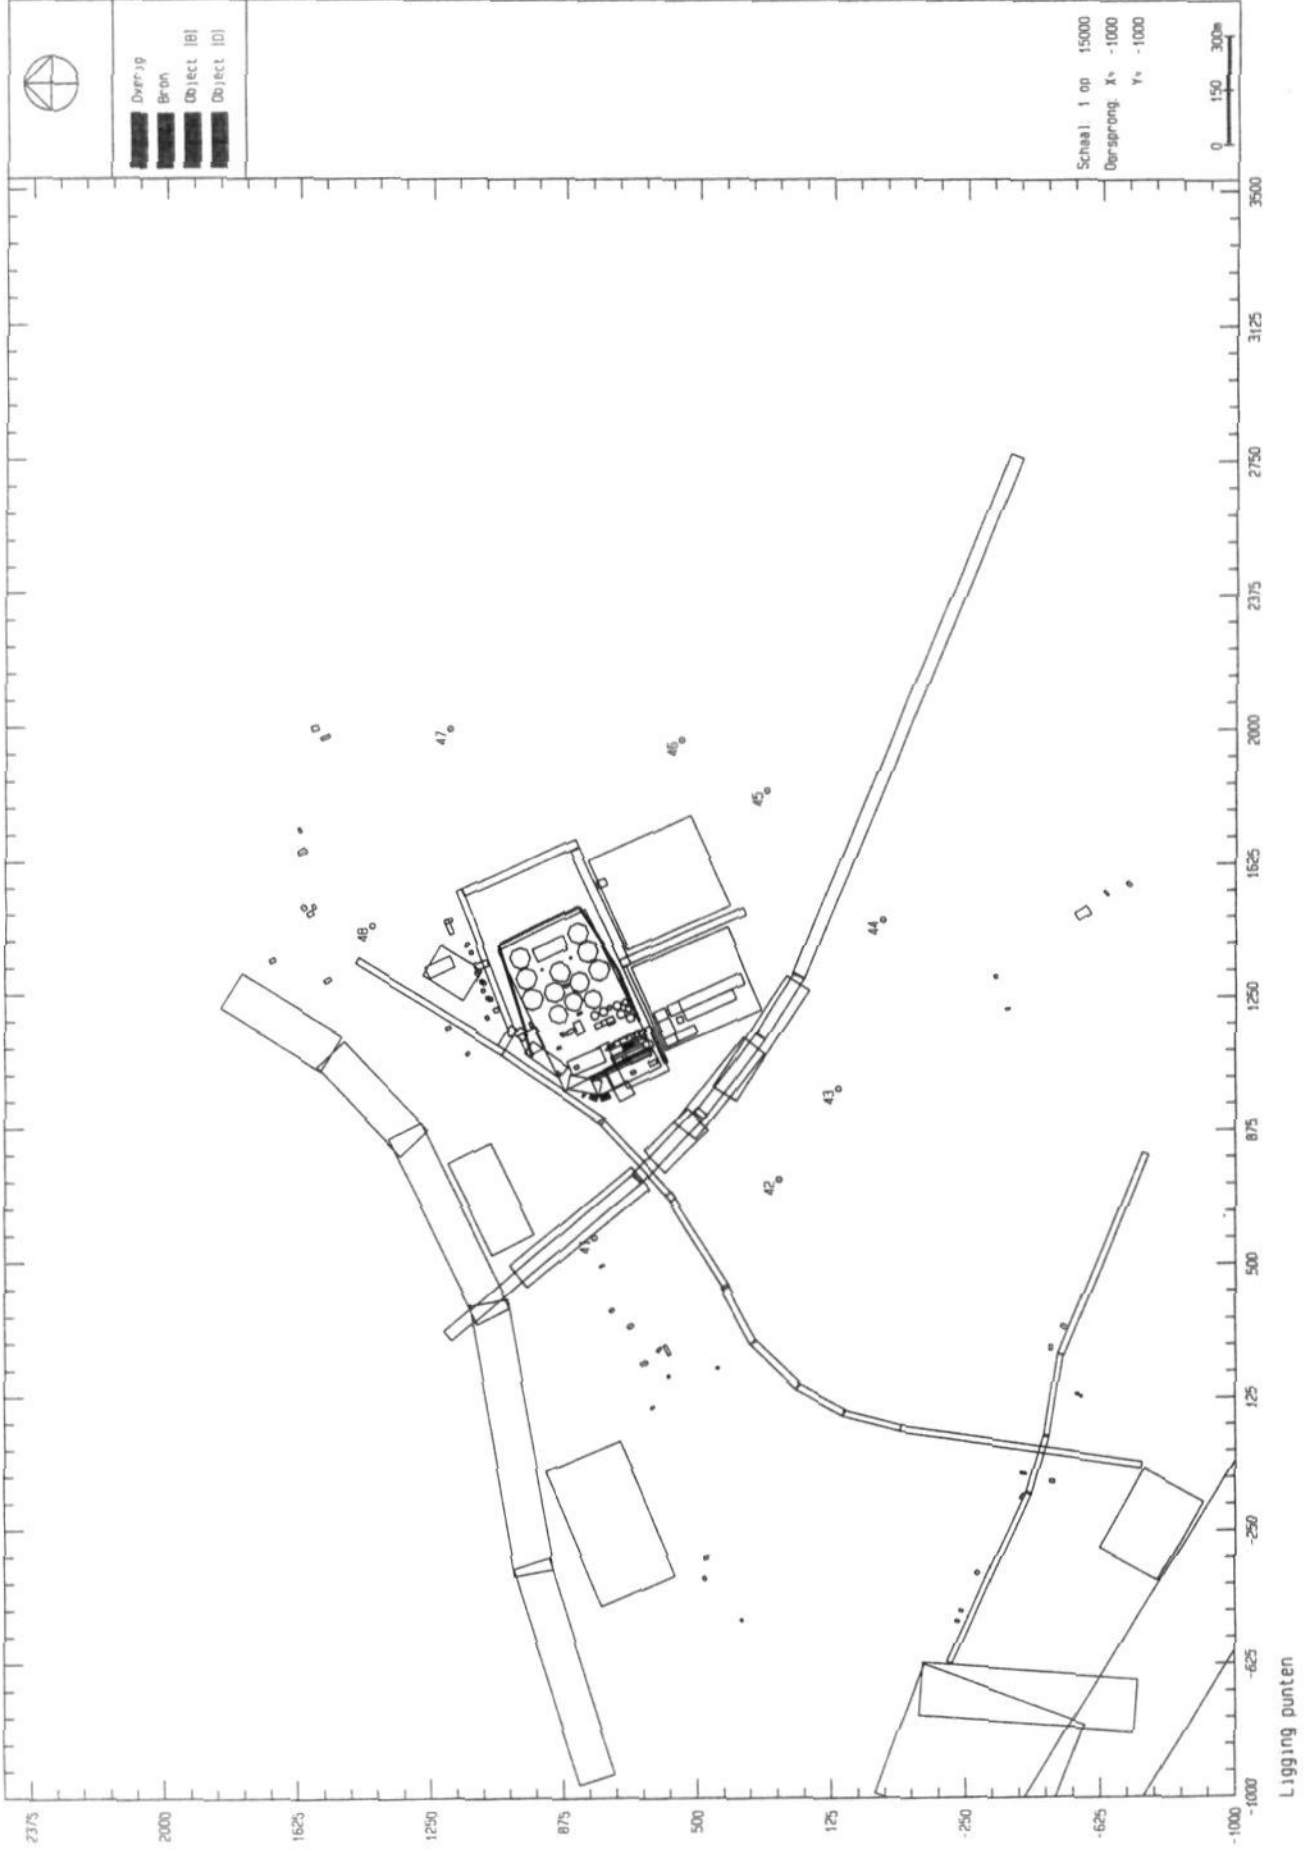 Overig
Bron
Object [B]
Object [D]
Schaal: 1 op 15000
Oorsprong: X= -1000
Y= -1000
0 150 300m
2375
2000
1625
1250
875
500
125
-250
-625
-1000
48
47
46
45
44
43
42
41
-1000 -625 -250 125 500 875 1250 1625 2000 2375 2750 3125 3500
Ligging punten